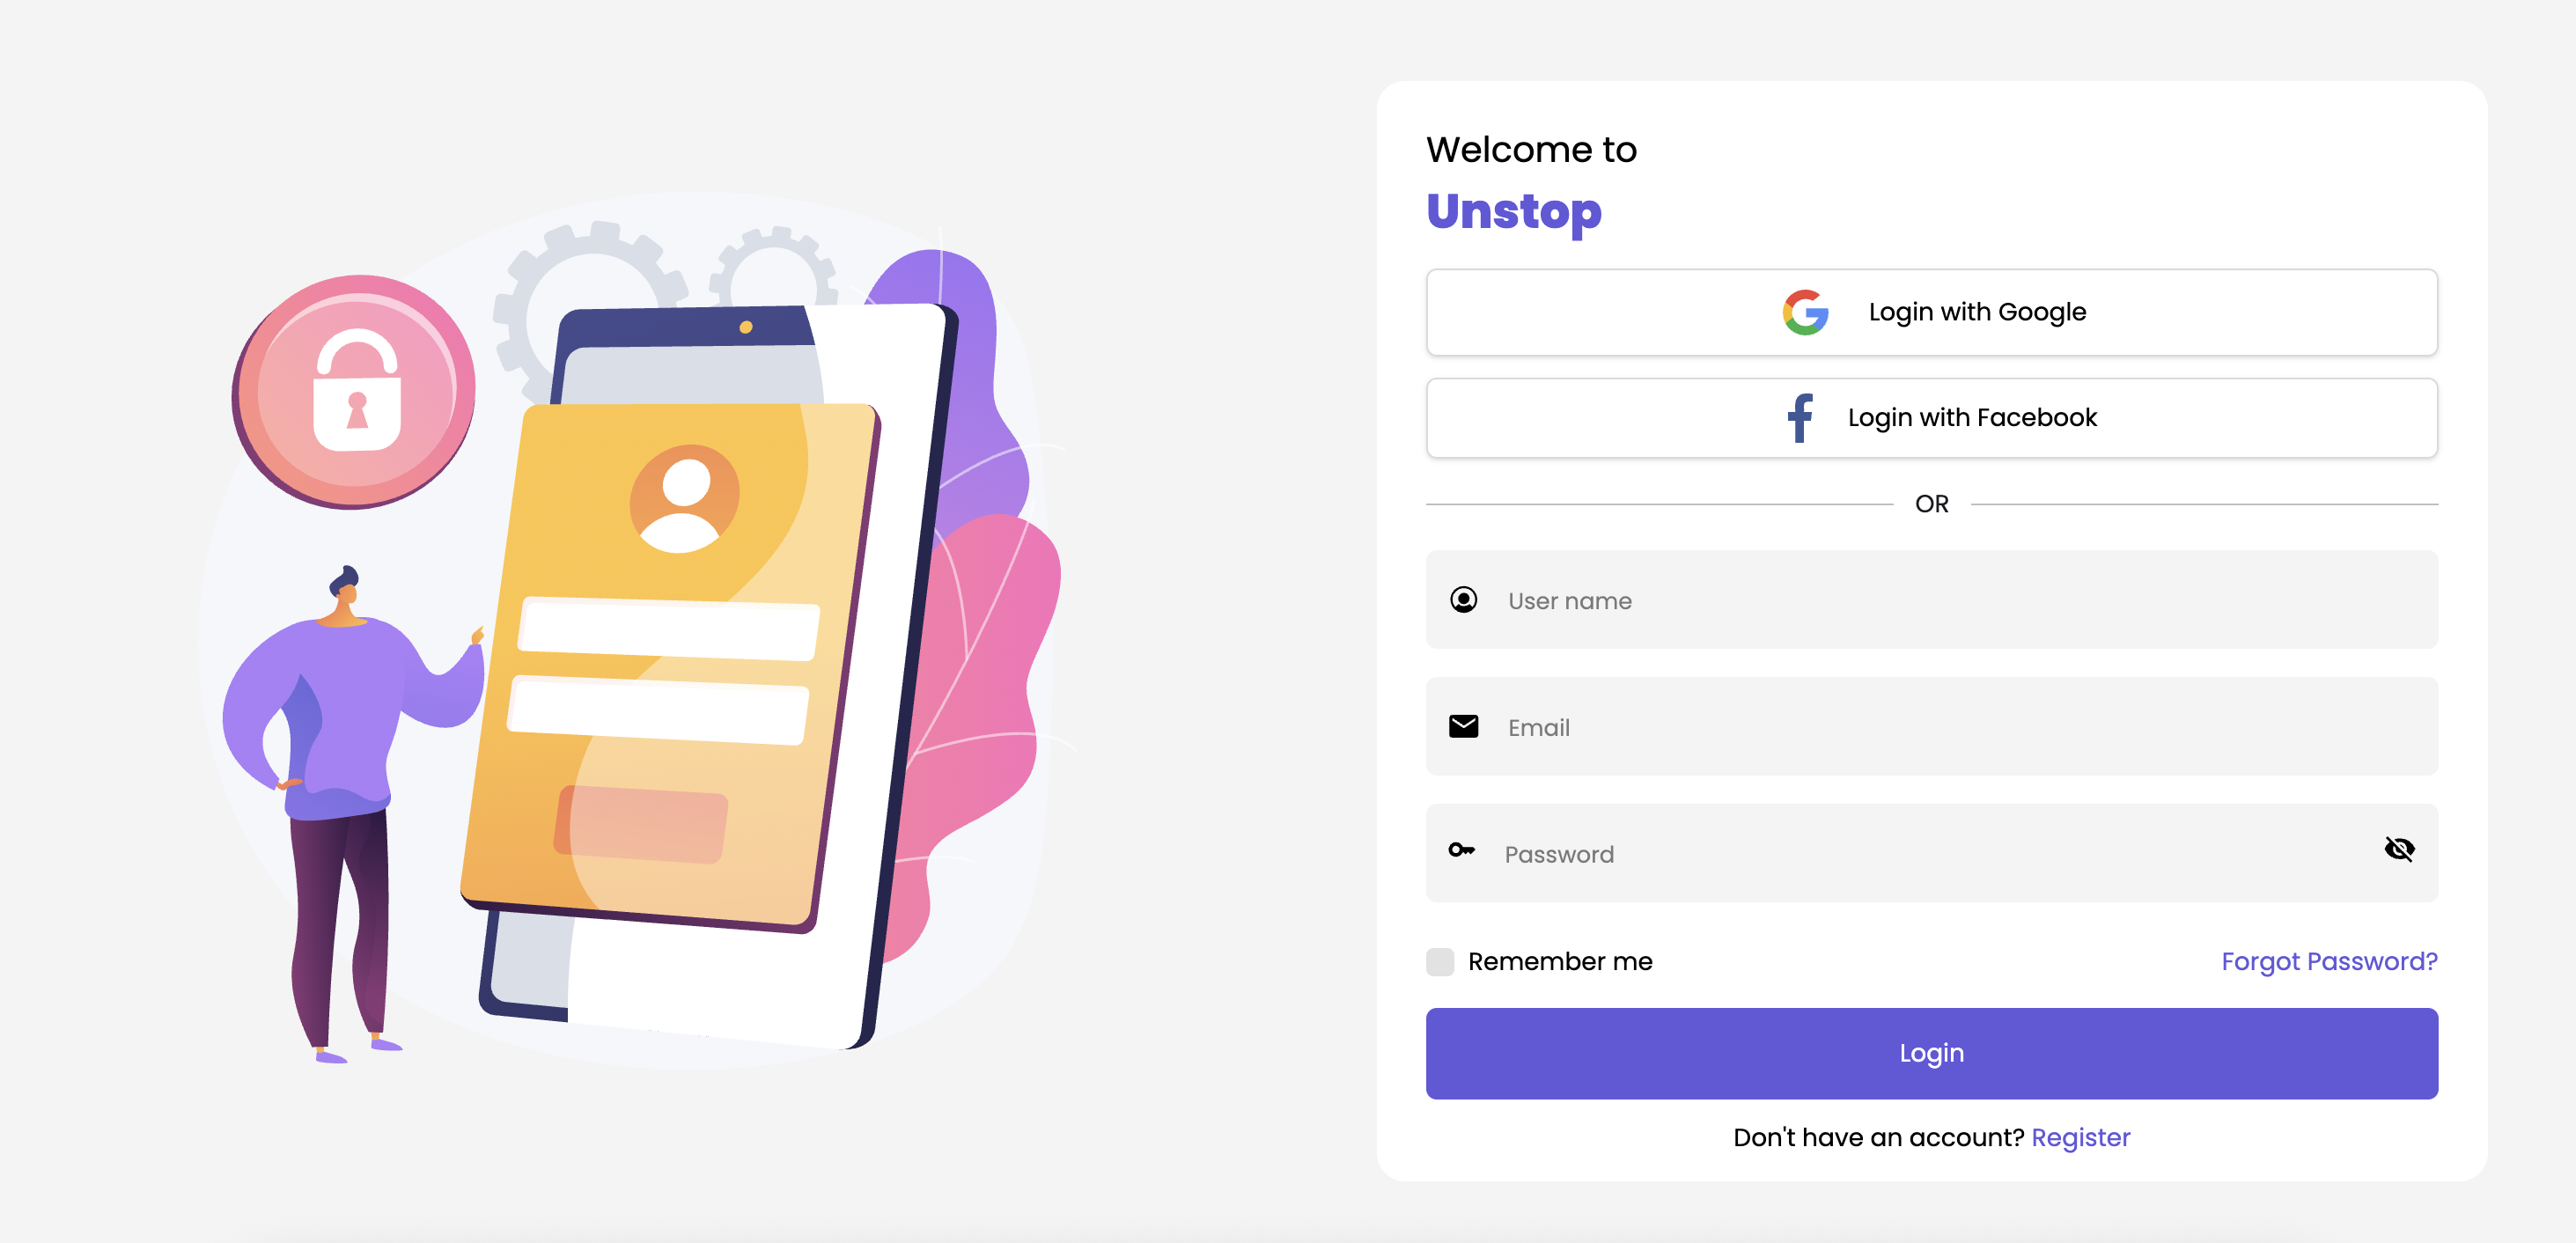 Welcome to
Unstop
Login with Google
Login with Facebook
OR
User name
Email
Password
Remember me
Forgot Password?
Login
Don't have an account? Register